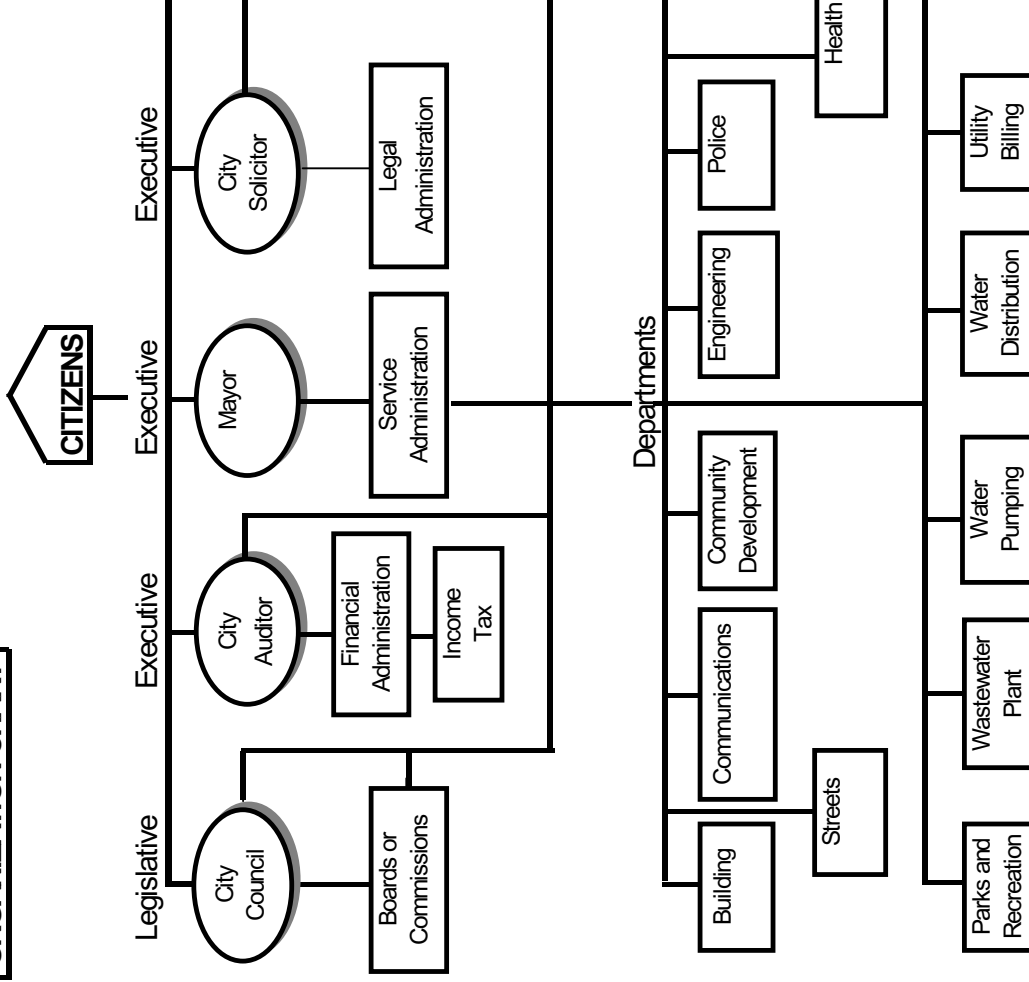 CITIZENS
Legislative
Executive
Executive
Executive
City
Council
City
Auditor
Mayor
City
Solicitor
Boards or
Commissions
Financial
Administration
Income
Tax
Service
Administration
Legal
Administration
Departments
Building
Streets
Communications
Community
Development
Engineering
Police
Health
Parks and
Recreation
Wastewater
Plant
Water
Pumping
Water
Distribution
Utility
Billing